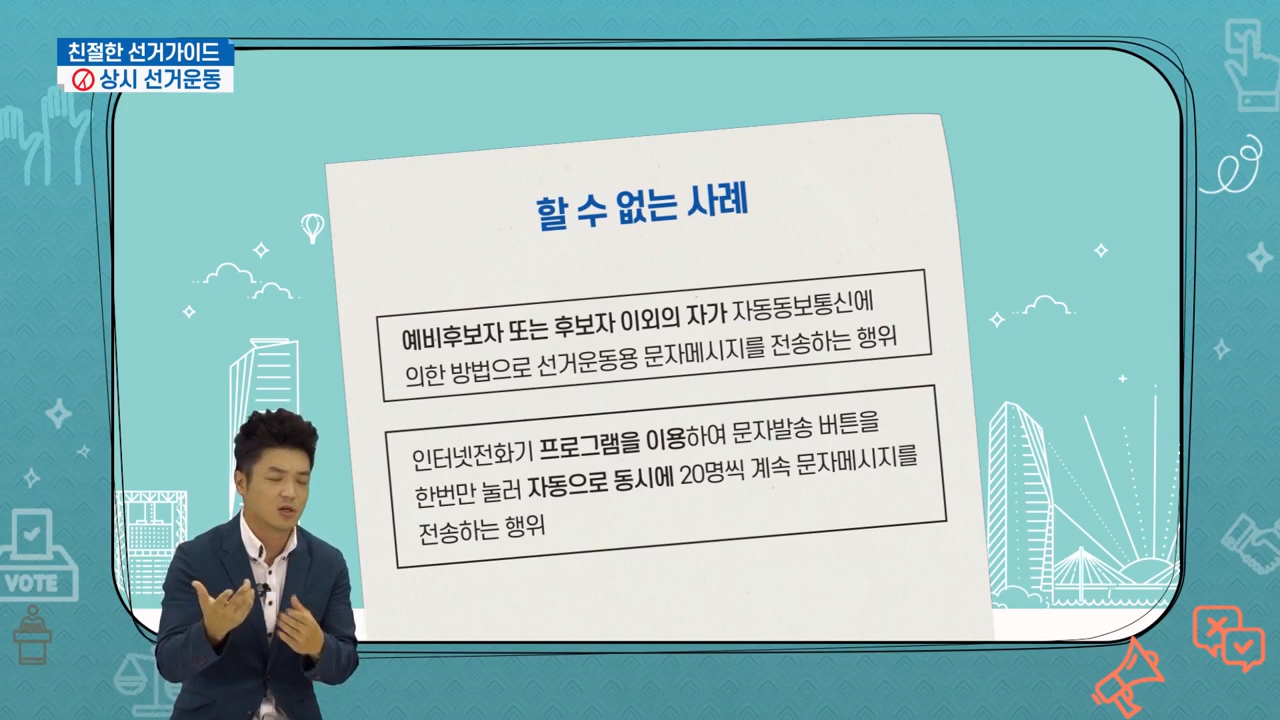 친절한 선거가이드
상시 선거운동
할 수 없는 사례
예비후보자 또는 후보자 이외의 자가 자동동보통신에
의한 방법으로 선거운동용 문자메시지를 전송하는 행위
인터넷전화기 프로그램을 이용하여 문자발송 버튼을
한번만 눌러 자동으로 동시에 20명씩 계속 문자메시지를
전송하는 행위
VOTE